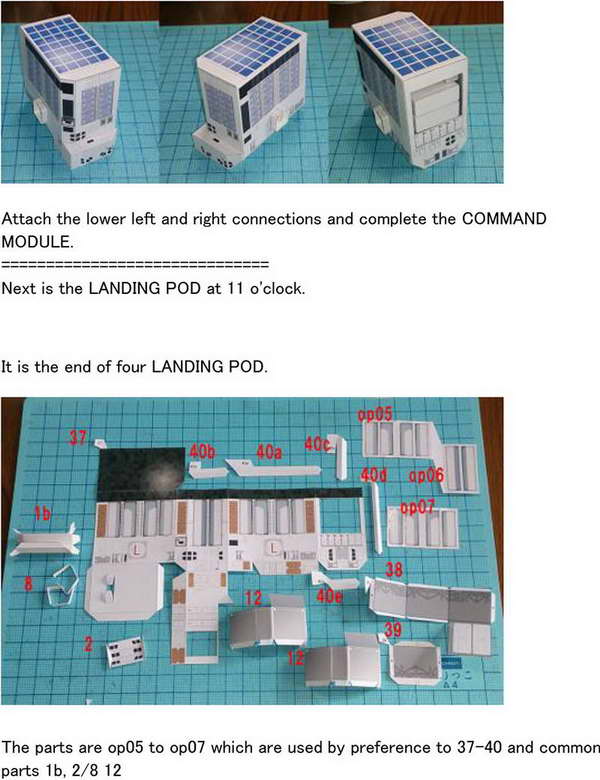 Attach the lower left and right connections and complete the COMMAND
MODULE.
==============================
Next is the LANDING POD at 11 o'clock.
It is the end of four LANDING POD.
op05
37
40b
40a
40c
40d
op06
op07
1b
L
L
8
38
12
40e
2
39
12
A4
The parts are op05 to op07 which are used by preference to 37-40 and common
parts 1b, 2/8 12